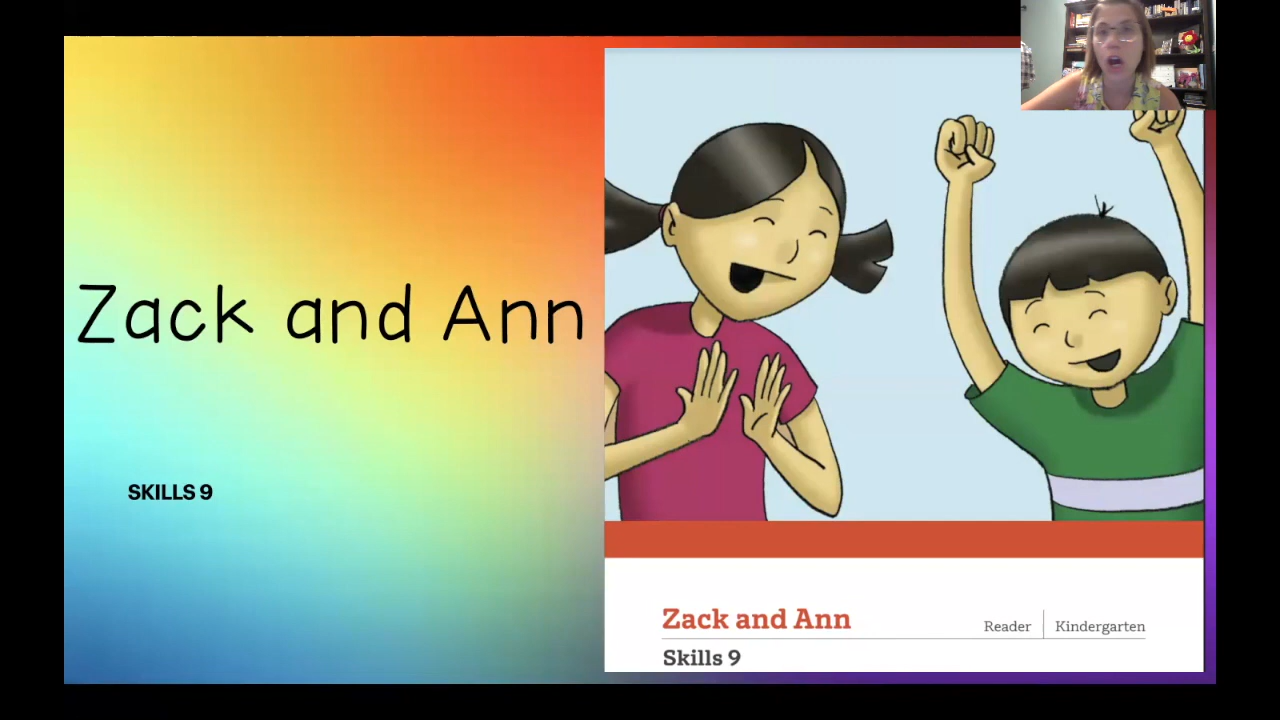 Zack and Ann
SKILLS 9
Zack and Ann
Reader
Kindergarten
Skills 9